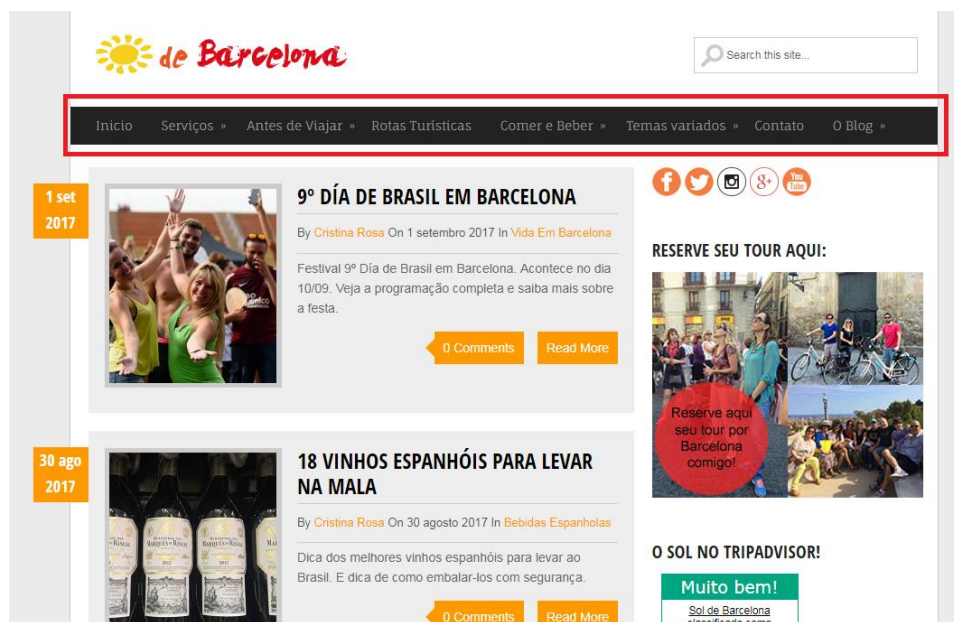 de Barcelona
Search this site...
Inicio Serviços » Antes de Viajar » Rotas Turísticas Comer e Beber » Temas variados » Contato O Blog »
1 set
2017
9º DÍA DE BRASIL EM BARCELONA
By Cristina Rosa On 1 setembro 2017 In Vida Em Barcelona
Festival 9º Día de Brasil em Barcelona. Acontece no dia
10/09. Veja a programação completa e saiba mais sobre
a festa.
0 Comments Read More
30 ago
2017
18 VINHOS ESPANHÓIS PARA LEVAR
NA MALA
By Cristina Rosa On 30 agosto 2017 In Bebidas Espanholas
Dica dos melhores vinhos espanhóis para levar ao
Brasil. E dica de como embalar-los com segurança.
0 Comments Read More
You
Tube
RESERVE SEU TOUR AQUI:
Reserve aqui
seu tour por
Barcelona
comigo!
O SOL NO TRIPADVISOR!
Muito bem!
Sol de Barcelona